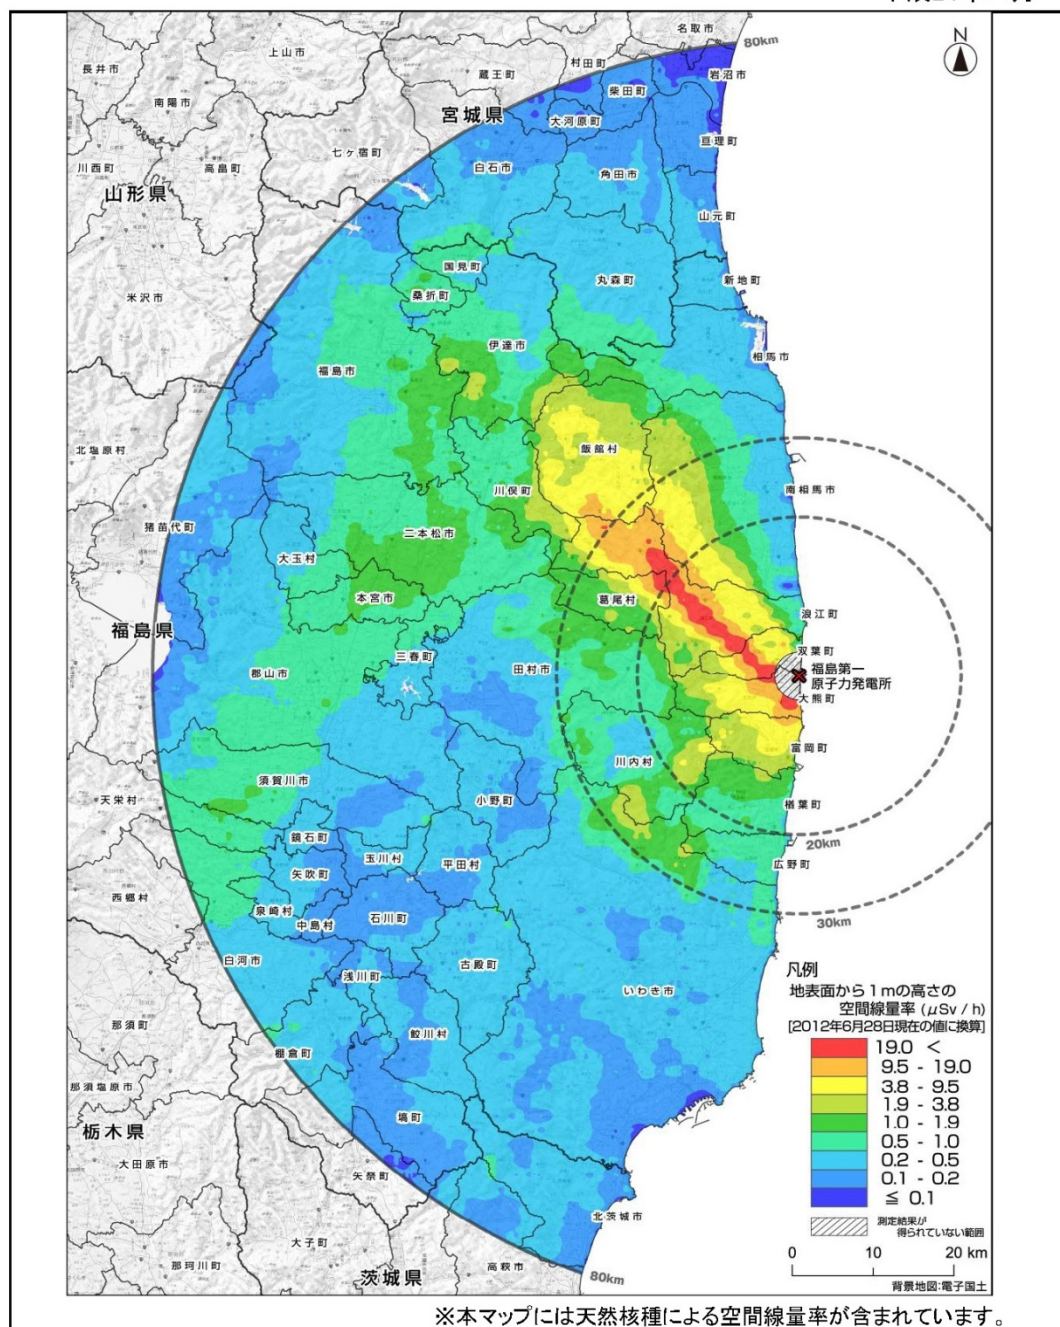 名取市
80km
N
上山市
村田町
長井市
蔵王町
岩沼市
柴田町
南陽市
宮城県
大河原町
亘理町
七ヶ宿町
川西町
高畠町
白石市
角田市
山形県
山元町
国見町
丸森町
新地町
米沢市
桑折町
伊達市
相馬市
福島市
北塩原村
飯舘村
川俣町
南相馬市
猪苗代町
二本松市
大玉村
本宮市
葛尾村
浪江町
福島県
双葉町
三春町
田村市
福島第一
原子力発電所
郡山市
大熊町
富岡町
川内村
須賀川市
天栄村
小野町
楢葉町
鏡石町
20km
玉川村
平田村
広野町
矢吹町
西郷村
泉崎村
中島村
石川町
30km
白河市
浅川町
古殿町
いわき市
凡例
地表面から1mの高さの
空間線量率 (μSv / h)
[2012年6月28日現在の値に換算]
那須町
鮫川村
棚倉町
19.0 <
9.5 - 19.0
那須塩原市
3.8 - 9.5
1.9 - 3.8
塙町
1.0 - 1.9
栃木県
0.5 - 1.0
大田原市
0.2 - 0.5
矢祭町
0.1 - 0.2
≦ 0.1
北茨城市
測定結果が
得られていない範囲
大子町
0 10 20 km
那珂川町
高萩市
茨城県
80km
背景地図:電子国土
※本マップには天然核種による空間線量率が含まれています。